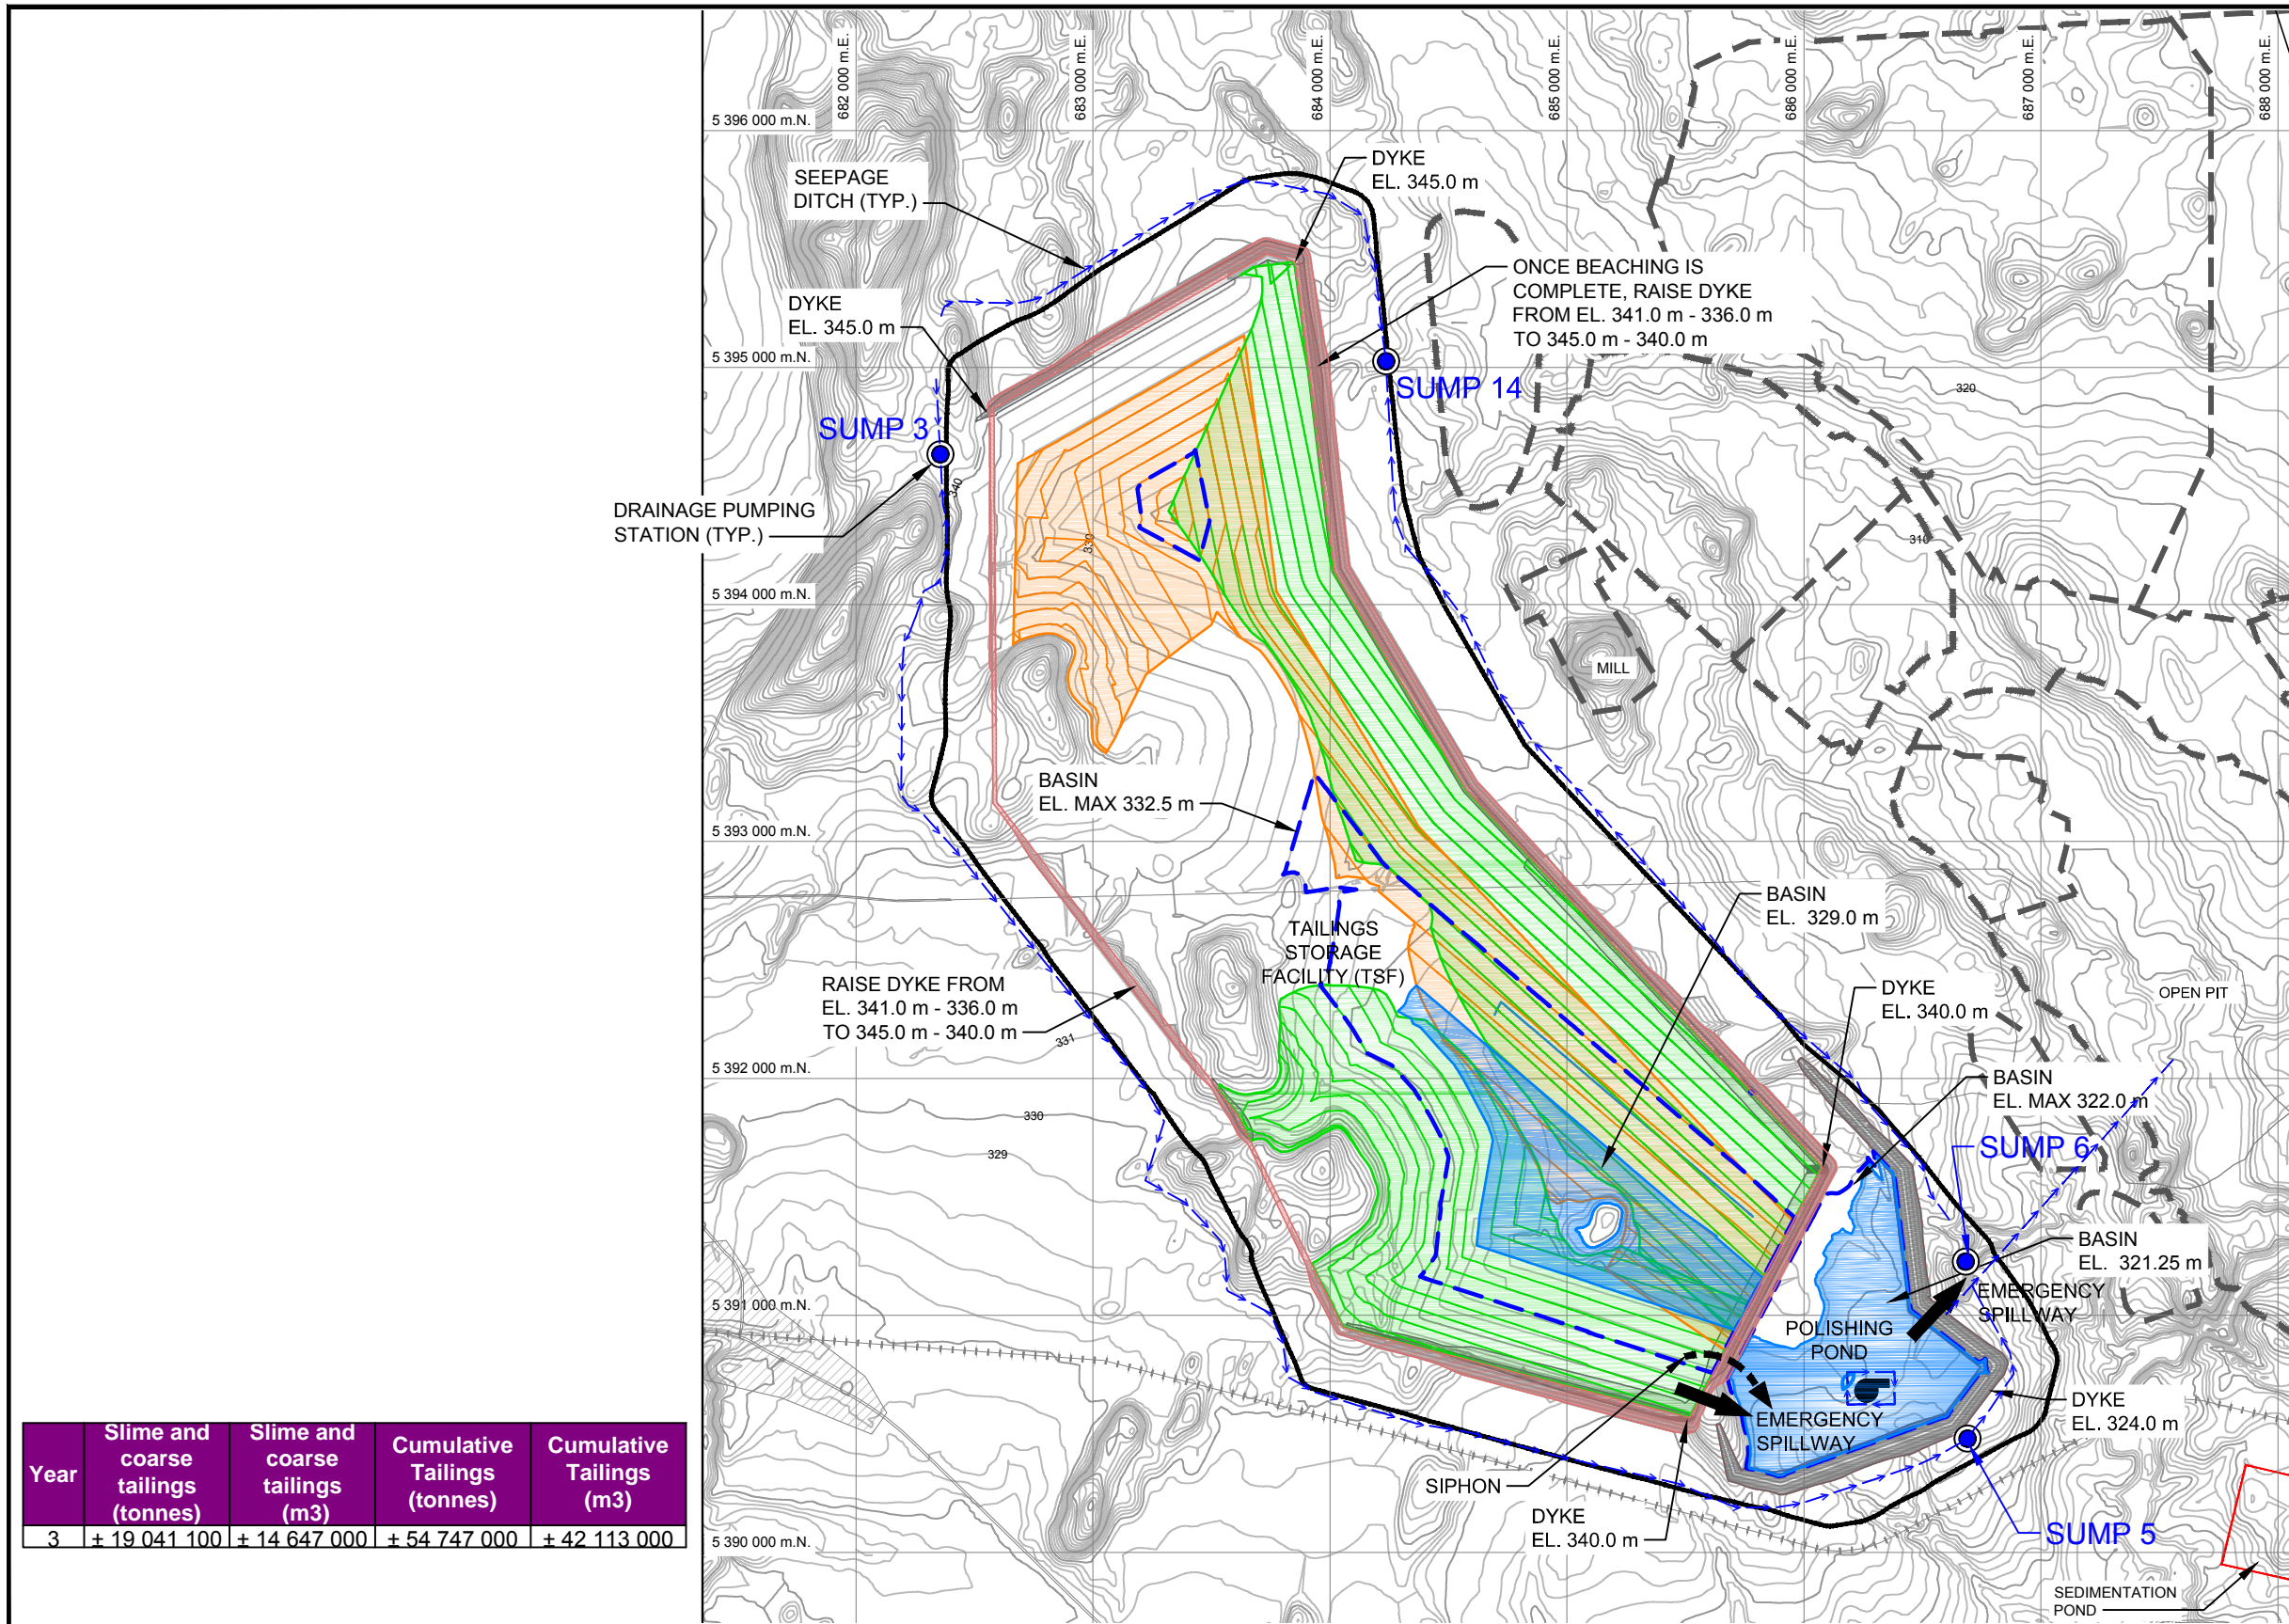 682 000 m.E.
683 000 m.E.
684 000 m.E.
685 000 m.E.
686 000 m.E.
687 000 m.E.
688 000 m.E.
5 396 000 m.N.
DYKE
EL. 345.0 m
SEEPAGE
DITCH (TYP.)
ONCE BEACHING IS
COMPLETE, RAISE DYKE
FROM EL. 341.0 m - 336.0 m
TO 345.0 m - 340.0 m
DYKE
EL. 345.0 m
5 395 000 m.N.
SUMP 14
320
SUMP 3
340
DRAINAGE PUMPING
STATION (TYP.)
330
310
5 394 000 m.N.
MILL
BASIN
EL. MAX 332.5 m
5 393 000 m.N.
BASIN
EL. 329.0 m
TAILINGS
STORAGE
FACILITY (TSF)
RAISE DYKE FROM
EL. 341.0 m - 336.0 m
TO 345.0 m - 340.0 m
DYKE
EL. 340.0 m
OPEN PIT
331
5 392 000 m.N.
BASIN
EL. MAX 322.0 m
330
329
SUMP 6
BASIN
EL. 321.25 m
5 391 000 m.N.
EMERGENCY
SPILLWAY
POLISHING
POND
DYKE
EL. 324.0 m
EMERGENCY
SPILLWAY
SIPHON
DYKE
EL. 340.0 m
SUMP 5
5 390 000 m.N.
SEDIMENTATION
POND
Year
Slime and
coarse
tailings
(tonnes)
Slime and
coarse
tailings
(m3)
Cumulative
Tailings
(tonnes)
Cumulative
Tailings
(m3)
3 ± 19 041 100 ± 14 647 000 ± 54 747 000 ± 42 113 000